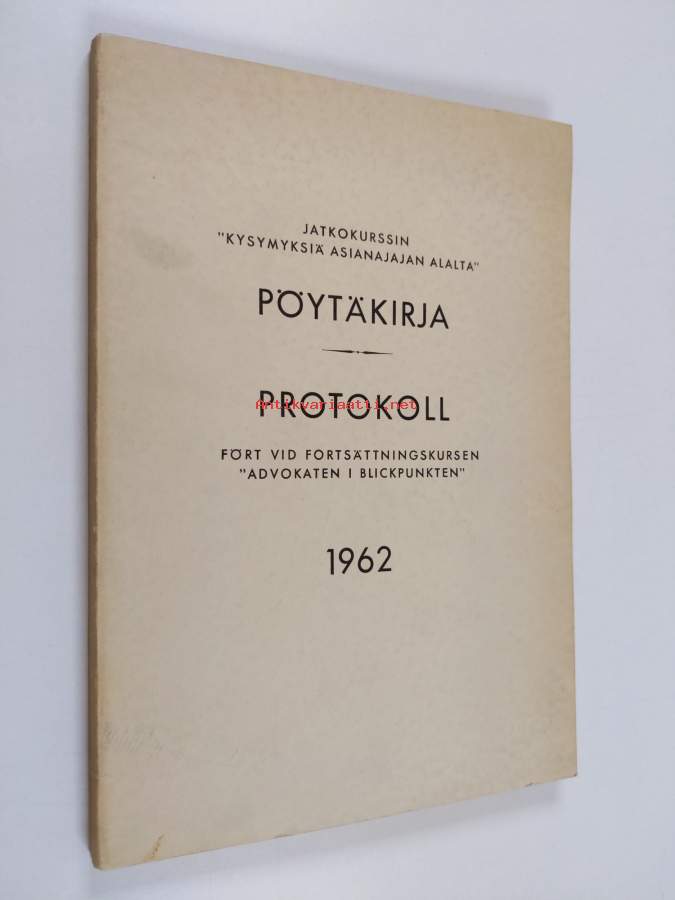 JATKOKURSSIN
"KYSYMYKSIÄ ASIANAJAJAN ALALTA"
PÖYTÄKIRJA
PROTOKOLL
Antikvariaatti.net
FÖRT VID FORTSÄTTNINGSKURSEN
"ADVOKATEN I BLICKPUNKTEN"
1962